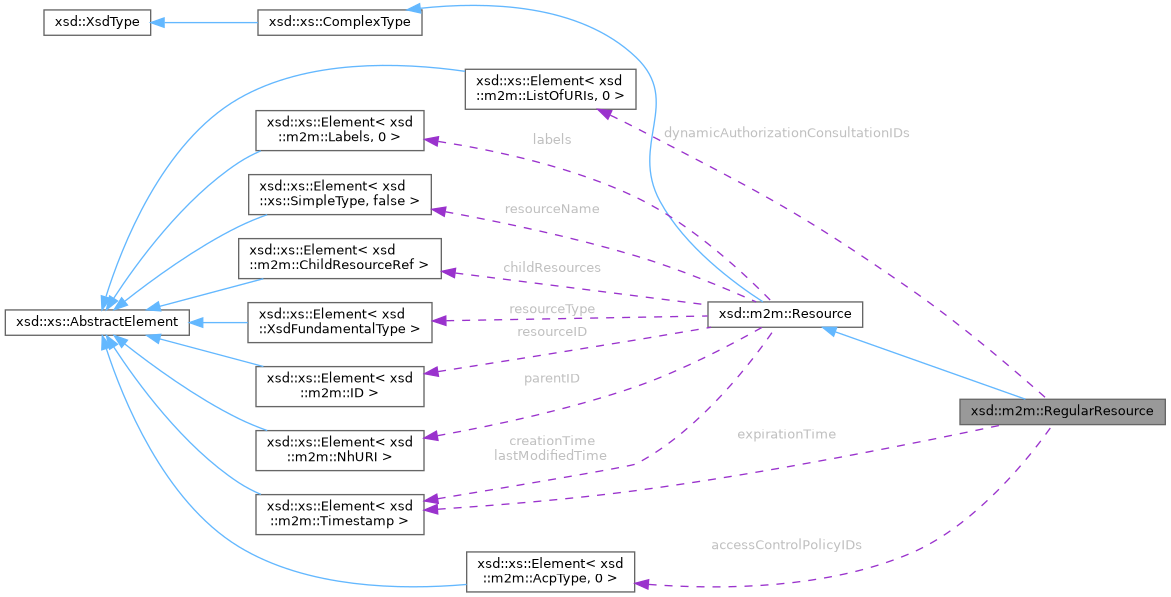 xsd::XsdType
xsd::xs::ComplexType
xsd::xs::Element< xsd
::m2m::ListOfURIs, 0 >
dynamicAuthorizationConsultationIDs
xsd::xs::Element< xsd
::m2m::Labels, 0 >
labels
xsd::xs::Element< xsd
::xs::SimpleType, false >
resourceName
xsd::xs::Element< xsd
::m2m::ChildResourceRef >
childResources
xsd::xs::AbstractElement
xsd::xs::Element< xsd
::XsdFundamentalType >
resourceType
resourceID
xsd::m2m::Resource
xsd::xs::Element< xsd
::m2m::ID >
parentID
xsd::m2m::RegularResource
xsd::xs::Element< xsd
::m2m::NhURI >
creationTime
lastModifiedTime
expirationTime
xsd::xs::Element< xsd
::m2m::Timestamp >
accessControlPolicyIDs
xsd::xs::Element< xsd
::m2m::AcpType, 0 >